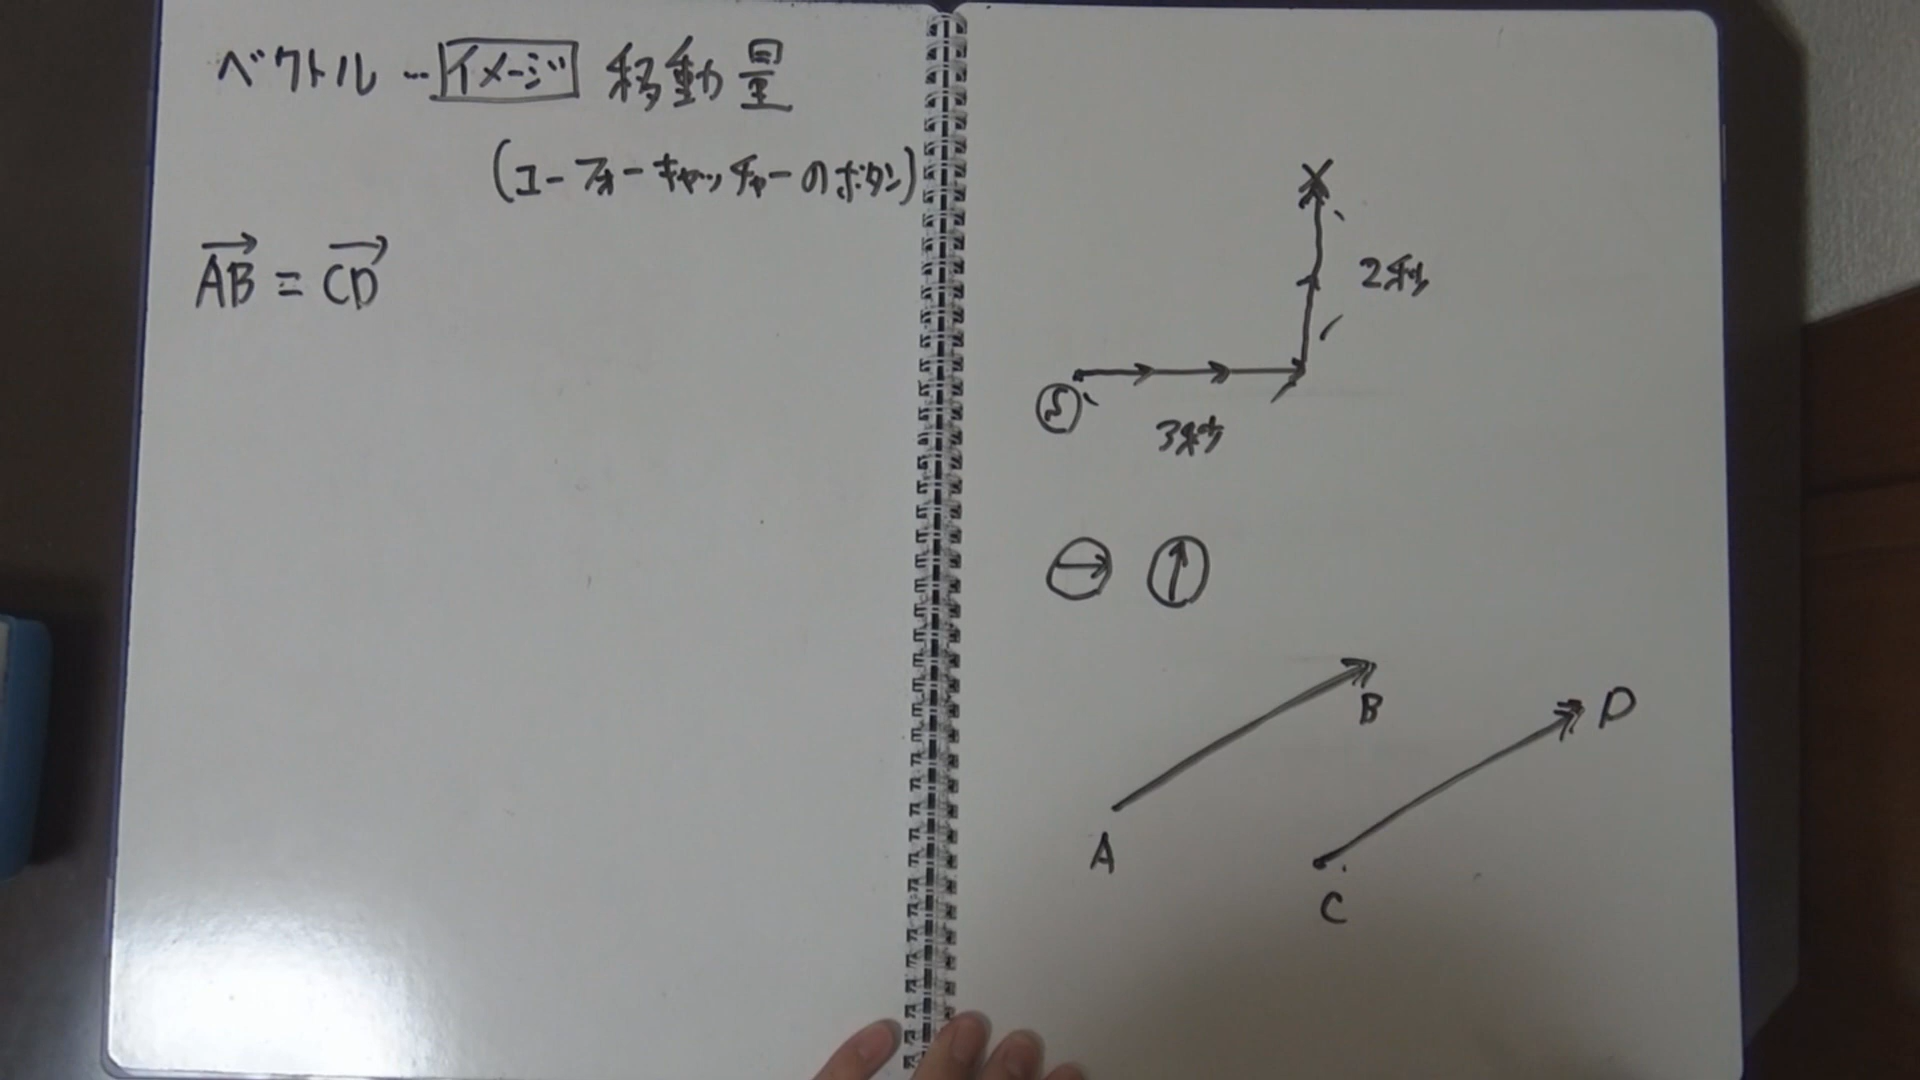 ベクトル … イメージ 移動量
(ユーフォーキャッチャーのボタン)
→AB = →CD
2秒
S
3秒
→ ↑
B
D
A
C